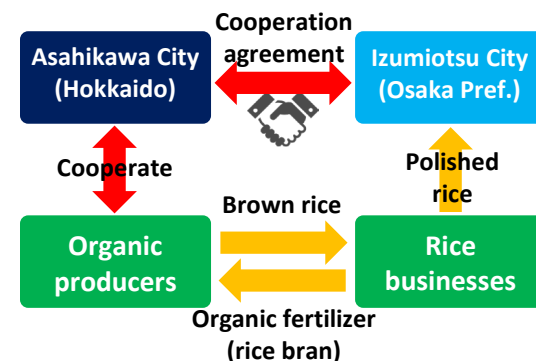 Cooperation
agreement
Asahikawa City
(Hokkaido)
Izumiotsu City
(Osaka Pref.)
Cooperate
Polished
rice
Brown rice
Organic
producers
Rice
businesses
Organic fertilizer
(rice bran)